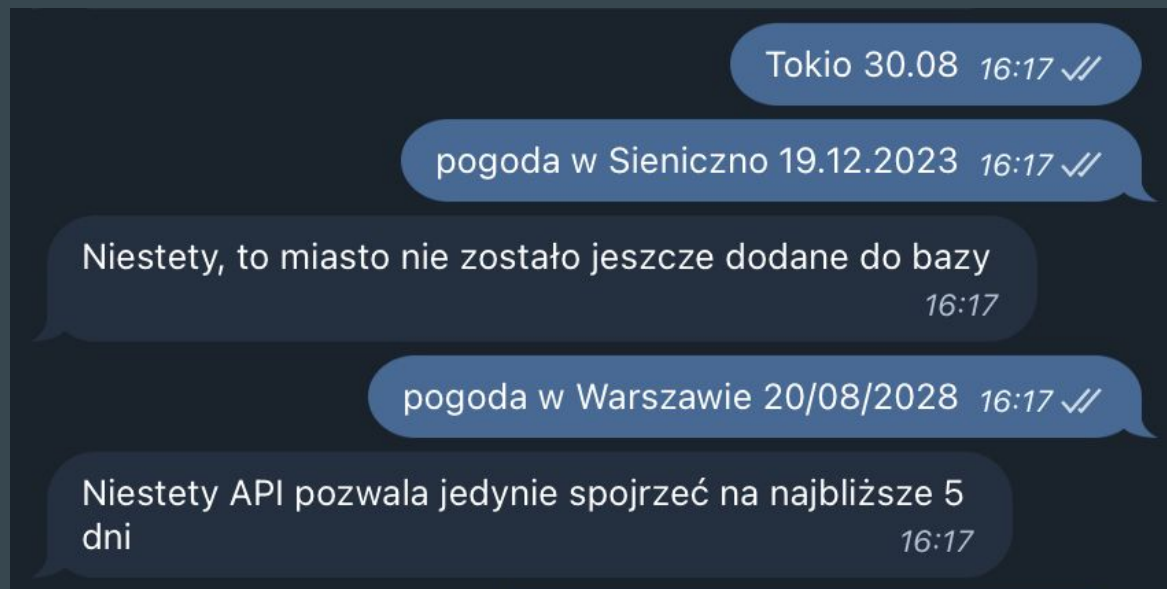 Tokio 30.08 16:17
pogoda w Sieniczno 19.12.2023 16:17
Niestety, to miasto nie zostało jeszcze dodane do bazy
16:17
pogoda w Warszawie 20/08/2028 16:17
Niestety API pozwala jedynie spojrzeć na najbliższe 5
dni 16:17